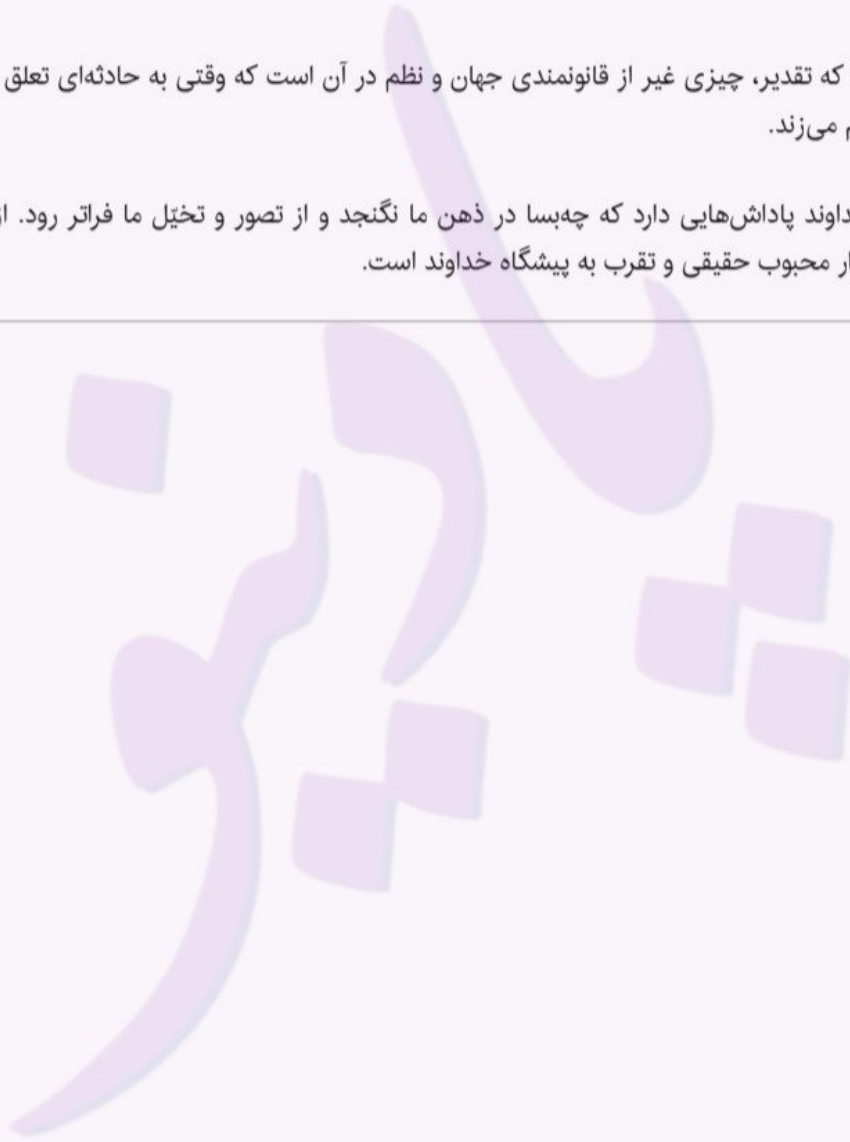 که تقدیر، چیزی غیر از قانونمندی جهان و نظم در آن است که وقتی به حادثه‌ای تعلق
می‌زند.
پاداش‌هایی دارد که چه‌بسا در ذهن ما نگنجد و از تصور و تخیّل ما فراتر رود.
محبوب حقیقی و تقرب به پیشگاه خداوند است.